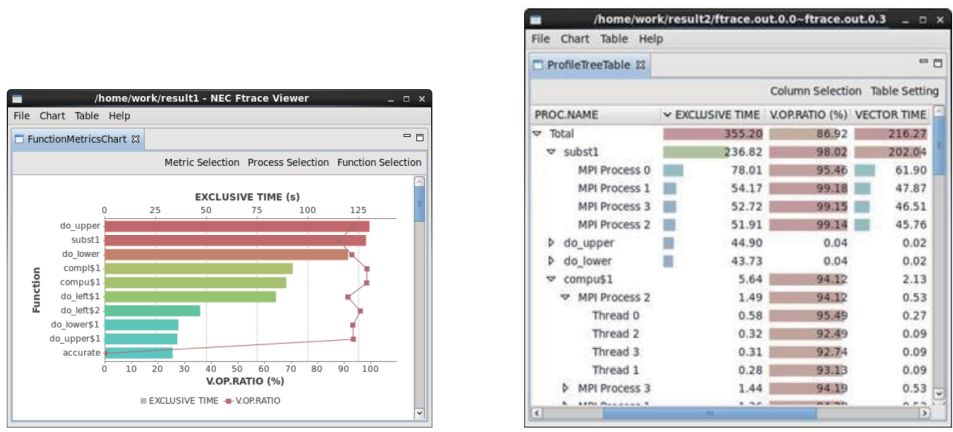 /home/work/result1 - NEC Ftrace Viewer
File Chart Table Help
FunctionMetricsChart
Metric Selection Process Selection Function Selection
EXCLUSIVE TIME (s)
0 25 50 75 100 125
Function
do_upper
subst1
do_lower
compl$1
compu$1
do_left$1
do_left$2
do_lower$1
do_upper$1
accurate
0 10 20 30 40 50 60 70 80 90 100
V.OP.RATIO (%)
EXCLUSIVE TIME V.OP.RATIO
/home/work/result2/ftrace.out.0.0~ftrace.out.0.3
File Chart Table Help
ProfileTreeTable
Column Selection Table Setting
PROC.NAME EXCLUSIVE TIME V.OP.RATIO (%) VECTOR TIME
Total 355.20 86.92 216.27
subst1 236.82 98.02 202.04
MPI Process 0 78.01 95.46 61.90
MPI Process 1 54.17 99.18 47.87
MPI Process 3 52.72 99.15 46.51
MPI Process 2 51.91 99.14 45.76
do_upper 44.90 0.04 0.02
do_lower 43.73 0.04 0.02
compu$1 5.64 94.12 2.13
MPI Process 2 1.49 94.12 0.53
Thread 0 0.58 95.49 0.27
Thread 2 0.32 92.49 0.09
Thread 3 0.31 92.74 0.09
Thread 1 0.28 93.13 0.09
MPI Process 3 1.44 94.19 0.53